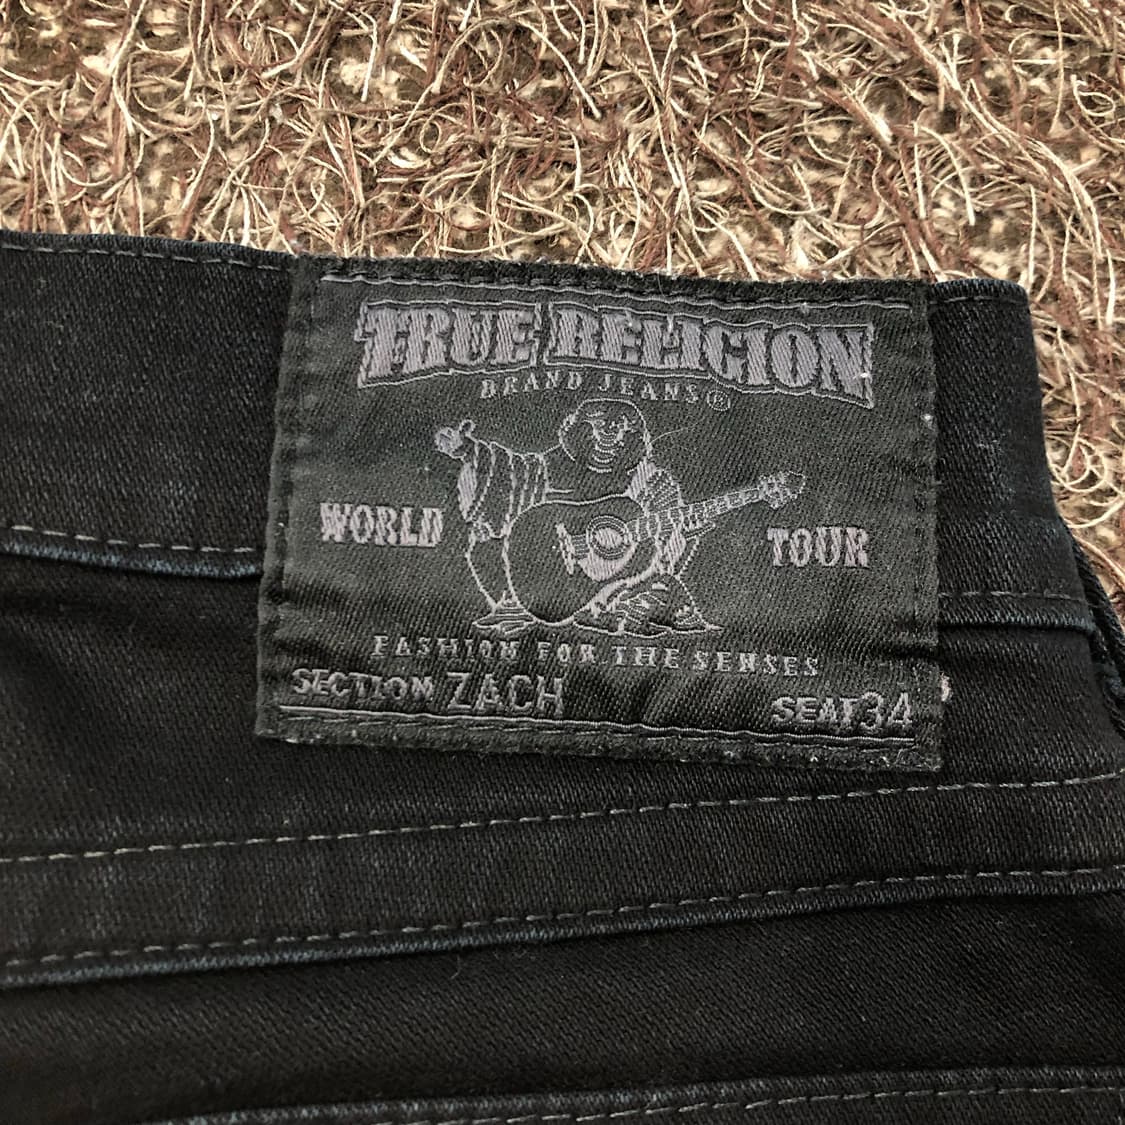 TRUE RELIGION
BRAND JEANS®
WORLD TOUR
FASHION FOR THE SENSES
SECTION ZACH SEAT 34